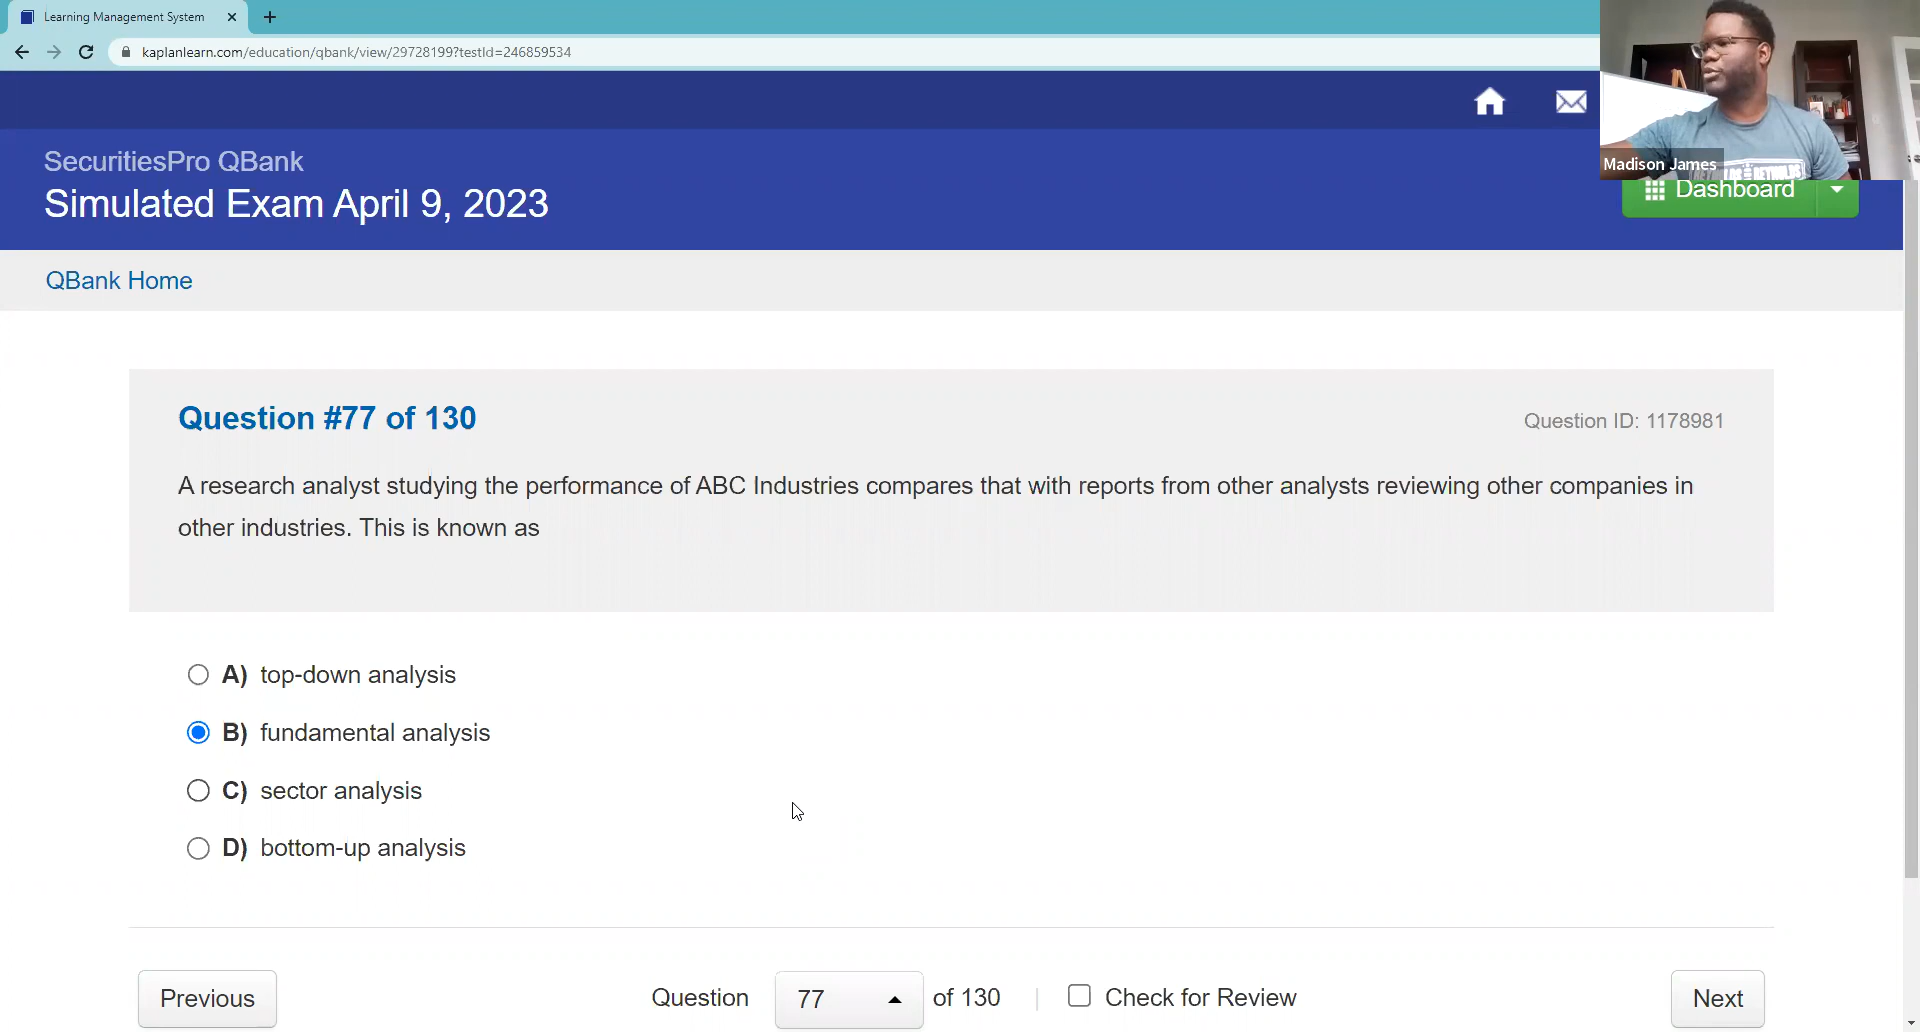 Learning Management System
kaplanlearn.com/education/qbank/view/29728199?testId=246859534
Madison James
SecuritiesPro QBank
Simulated Exam April 9, 2023
Dashboard
QBank Home
Question #77 of 130
Question ID: 1178981
A research analyst studying the performance of ABC Industries compares that with reports from other analysts reviewing other companies in
other industries. This is known as
A) top-down analysis
B) fundamental analysis
C) sector analysis
D) bottom-up analysis
Previous
Question 77 of 130
Check for Review
Next